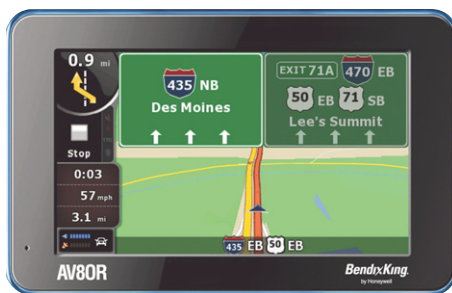 0.9 mi
Stop
0:03
57 mph
3.1 mi
435 NB
Des Moines
EXIT 71A 470 EB
50 EB 71 SB
Lee's Summit
435 EB 50 EB
AV8OR
BendixKing
by Honeywell